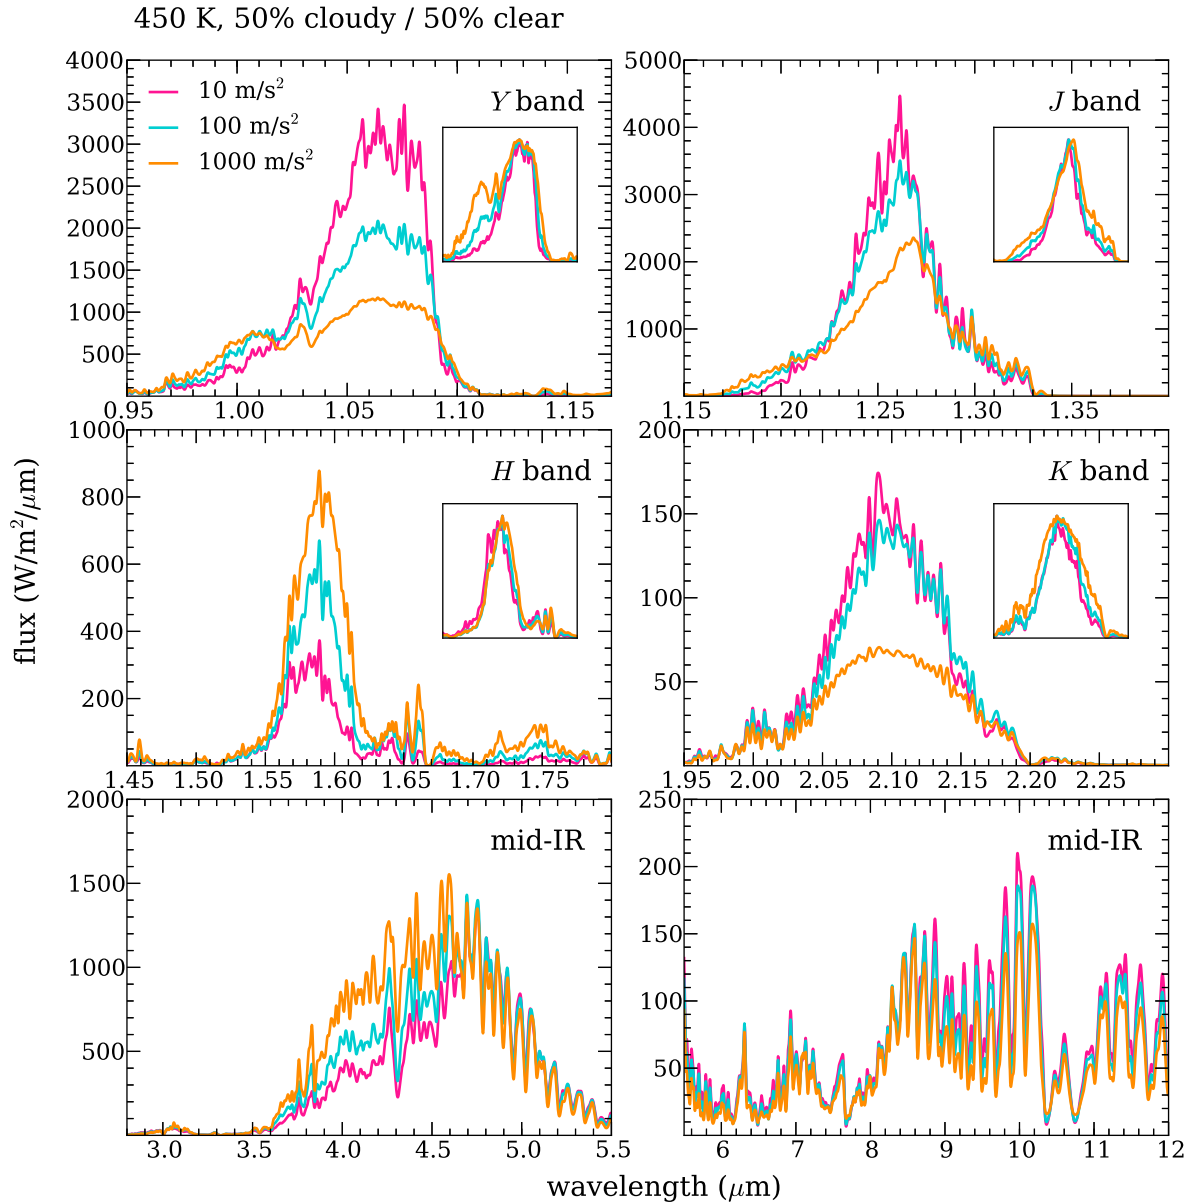 450 K, 50% cloudy / 50% clear
10 m/s²
100 m/s²
1000 m/s²
Y band
4000
3500
3000
2500
2000
1500
1000
500
0.95 1.00 1.05 1.10 1.15
J band
5000
4000
3000
2000
1000
1.15 1.20 1.25 1.30 1.35
H band
1000
800
600
400
200
1.45 1.50 1.55 1.60 1.65 1.70 1.75
K band
200
150
100
50
1.95 2.00 2.05 2.10 2.15 2.20 2.25
mid-IR
2000
1500
1000
500
3.0 3.5 4.0 4.5 5.0 5.5
mid-IR
250
200
150
100
50
6 7 8 9 10 11 12
flux (W/m²/μm)
wavelength (μm)